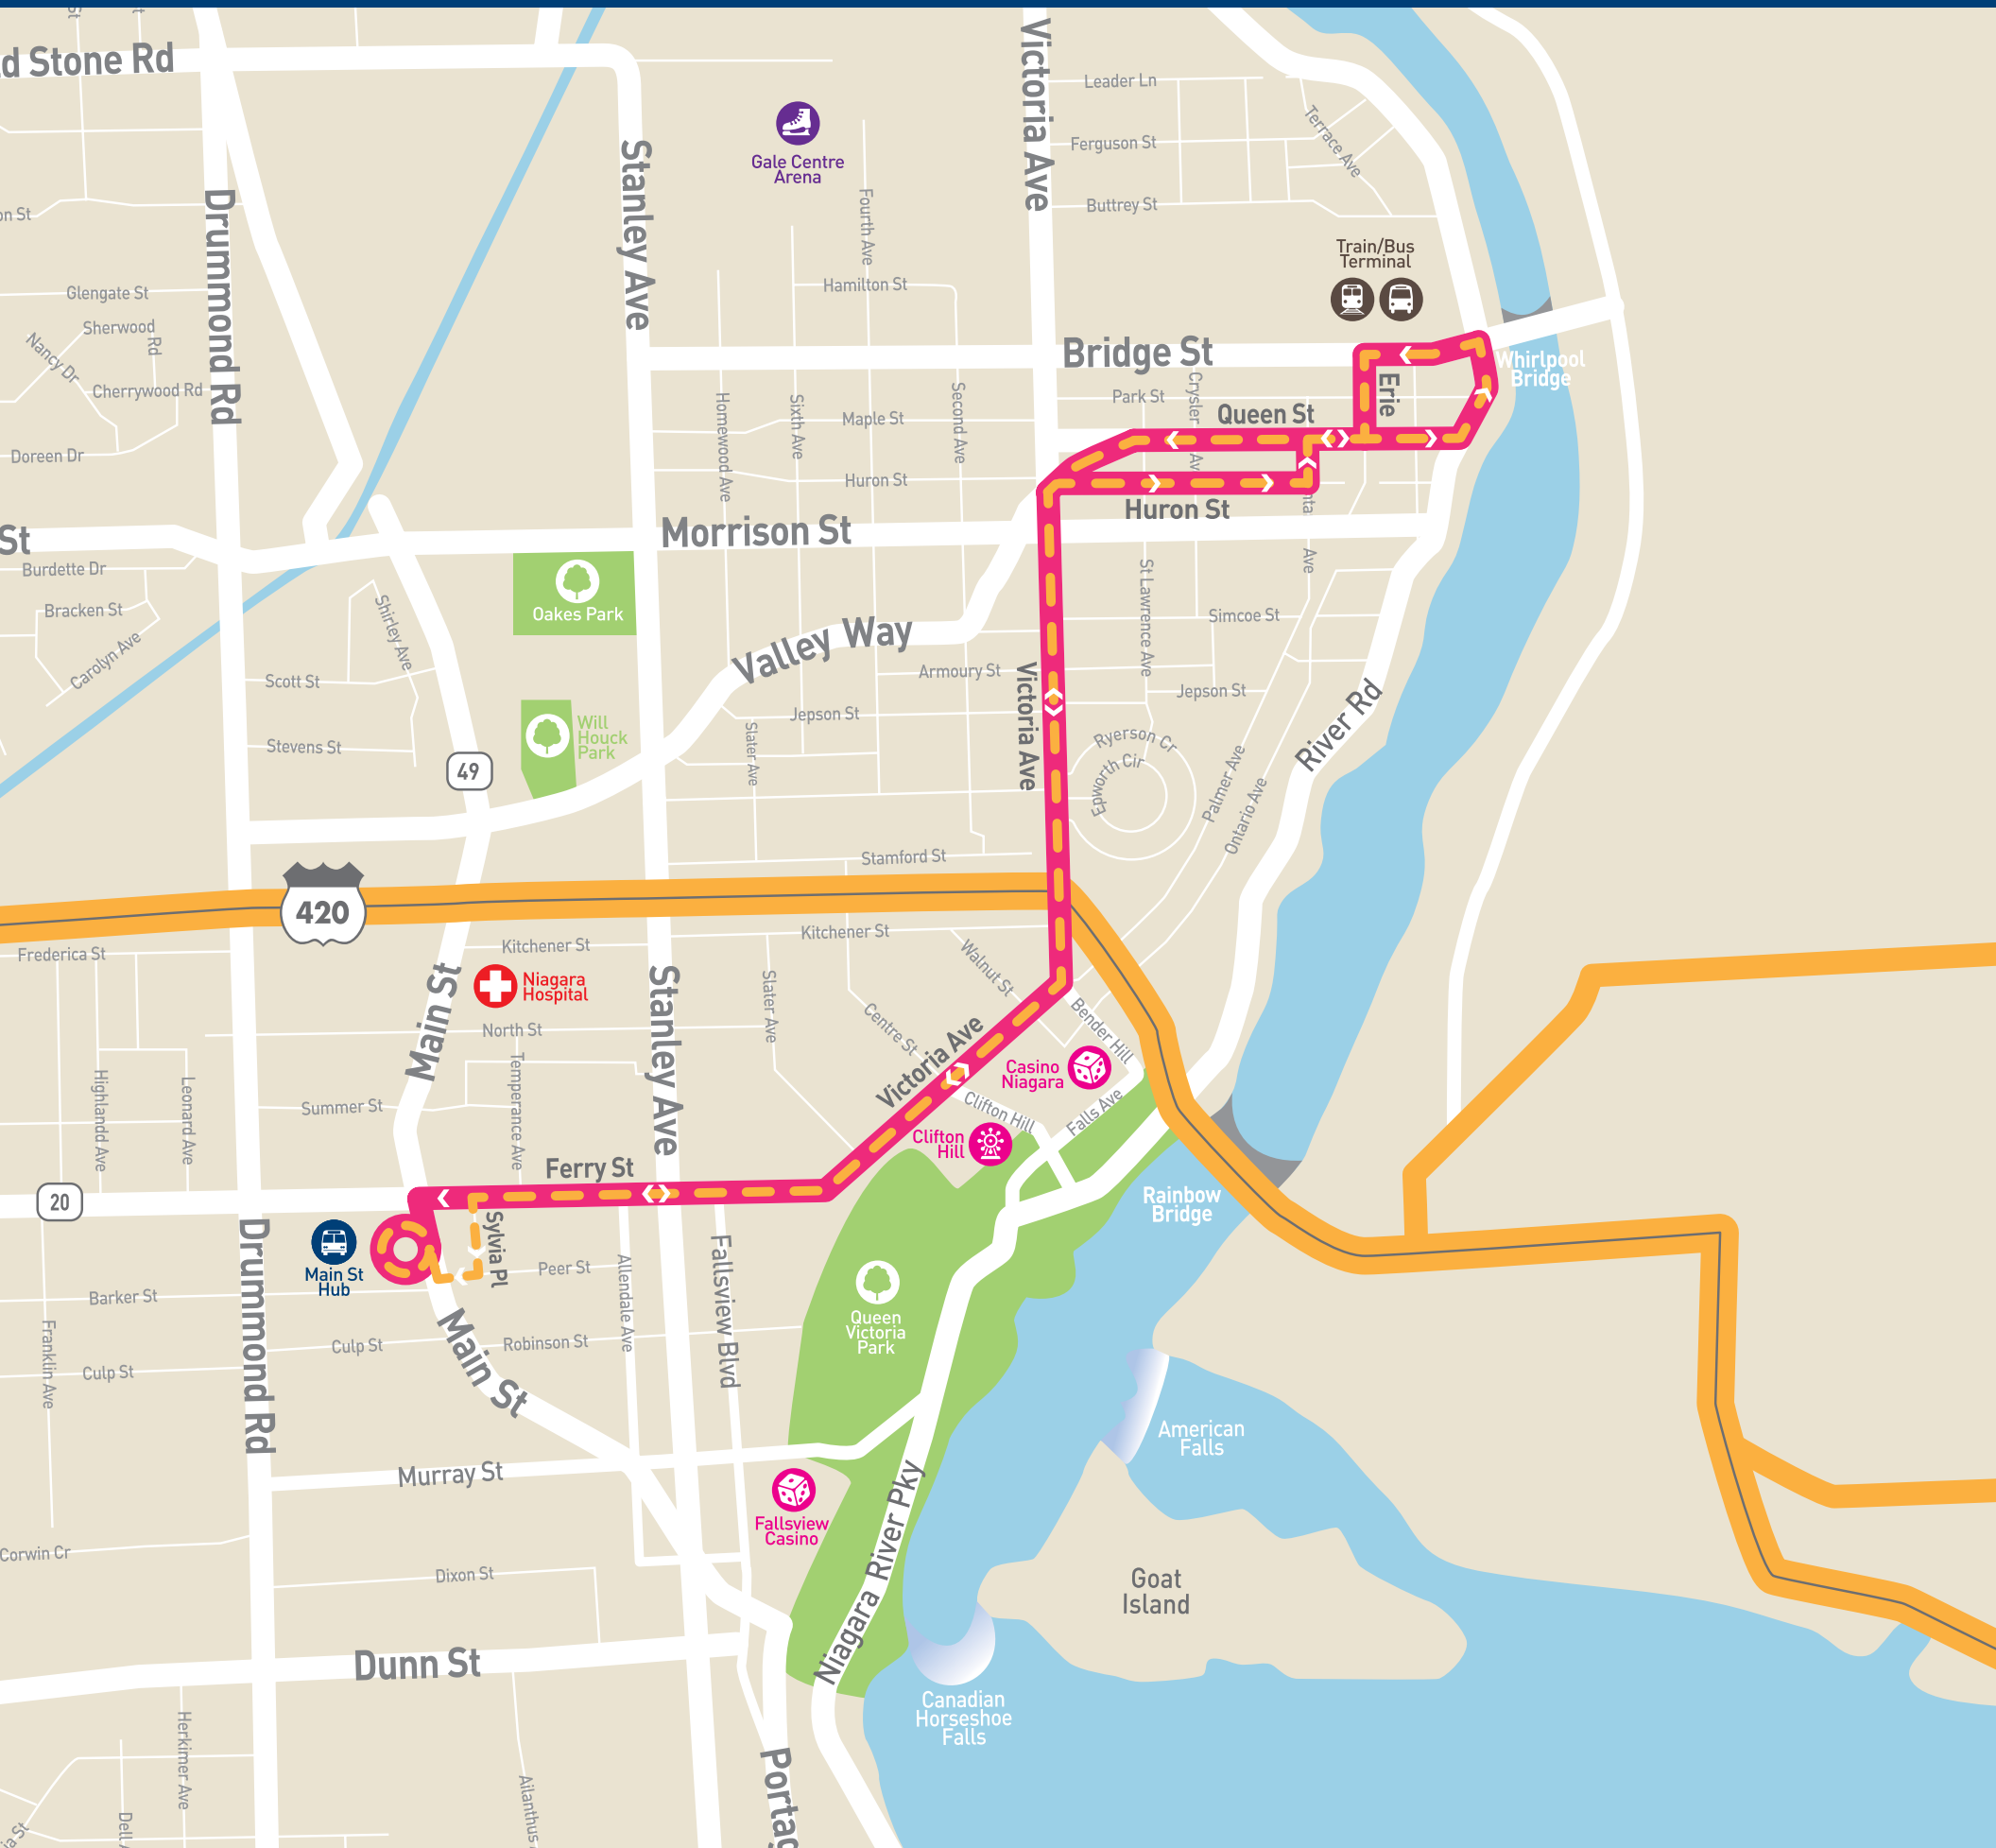 d Stone Rd
Drummond Rd
Stanley Ave
Gale Centre
Arena
Fourth Ave
Victoria Ave
Leader Ln
Ferguson St
Buttrey St
Terrace Ave
Train/Bus
Terminal
on St
Glengate St
Sherwood
Rd
Nancy Dr
Cherrywood Rd
Doreen Dr
Hamilton St
Bridge St
Whirlpool
Bridge
Park St
Crysler
Av
Erie
Queen St
Homewood Ave
Sixth Ave
Maple St
Second Ave
Huron St
Huron St
nta
Ave
St
Morrison St
Burdette Dr
Bracken St
Carolyn Ave
Shirley Ave
Oakes Park
Valley Way
St Lawrence Ave
Simcoe St
Scott St
Armoury St
Victoria Ave
Jepson St
Jepson St
River Rd
Stevens St
49
Will
Houck
Park
Slater Ave
Ryerson Cr
Epworth Cir
Palmer Ave
Ontario Ave
Stamford St
420
Frederica St
Kitchener St
Kitchener St
Walnut St
Niagara
Hospital
Main St
Stanley Ave
Slater Ave
North St
Centre St
Victoria Ave
Bender Hill
Casino
Niagara
Highlandd Ave
Leonard Ave
Summer St
Temperance Ave
Clifton Hill
Falls Ave
Clifton
Hill
Ferry St
20
Rainbow
Bridge
Drummond Rd
Main St
Hub
Sylvia Pl
Peer St
Allendale Ave
Fallsview Blvd
Barker St
Franklin Ave
Culp St
Culp St
Main St
Robinson St
Queen
Victoria
Park
American
Falls
Murray St
Fallsview
Casino
Niagara River Pky
Corwin Cr
Dixon St
Goat
Island
Dunn St
Canadian
Horseshoe
Falls
Herkimer Ave
Dell
Ailanthus
Portag
ia St